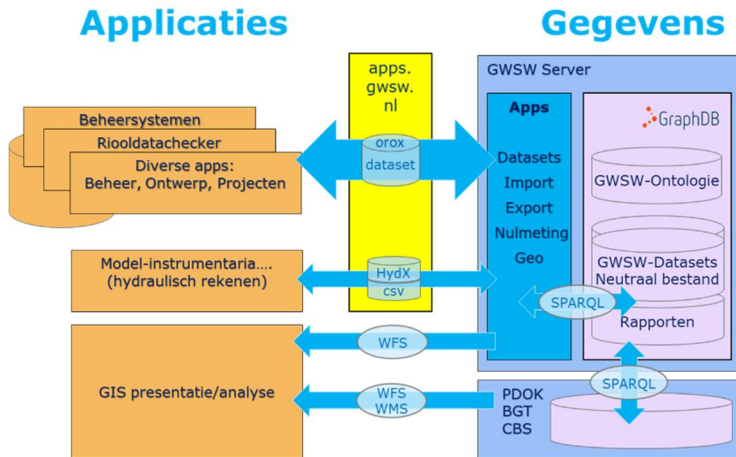 Applicaties
Gegevens
Beheersystemen
Riooldatachecker
Diverse apps:
Beheer, Ontwerp, Projecten
Model-instrumentaria....
(hydraulisch rekenen)
GIS presentatie/analyse
apps.
gwsw.
nl
orox
dataset
HydX
csv
WFS
WFS
WMS
GWSW Server
Apps
Datasets
Import
Export
Nulmeting
Geo
GraphDB
GWSW-Ontologie
GWSW-Datasets
Neutraal bestand
SPARQL
Rapporten
SPARQL
PDOK
BGT
CBS